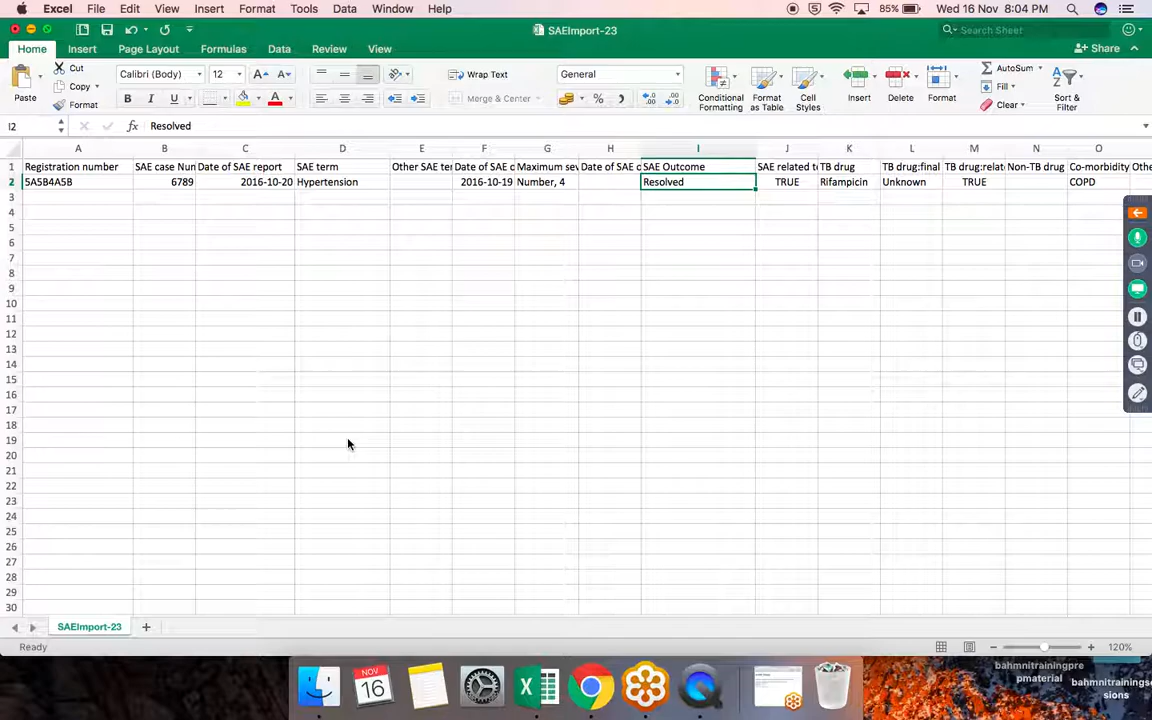 Excel File Edit View Insert Format Tools Data Window Help 85% Wed 16 Nov 8:04 PM
SAEImport-23 Search Sheet
Home Insert Page Layout Formulas Data Review View Share
Paste Cut Copy Format
Calibri (Body) 12 A A
B I U A
Wrap Text
Merge & Center
General
%
Conditional Formatting
Format as Table
Cell Styles
Insert Delete Format
AutoSum
Fill
Clear
Sort & Filter
I2 fx Resolved
A B C D E F G H I J K L M N O
1 Registration number SAE case Num Date of SAE report SAE term Other SAE ter Date of SAE o Maximum sev Date of SAE o SAE Outcome SAE related to TB drug TB drug:final TB drug:relat Non-TB drug Co-morbidity Othe
2 5A5B4A5B 6789 2016-10-20 Hypertension 2016-10-19 Number, 4 Resolved TRUE Rifampicin Unknown TRUE COPD
3
4
5
6
7
8
9
10
11
12
13
14
15
16
17
18
19
20
21
22
23
24
25
26
27
28
29
30
SAEImport-23
Ready 120%
NOV
16
bahmnitrainingpre
pmaterial
bahmnitrainingses
sions